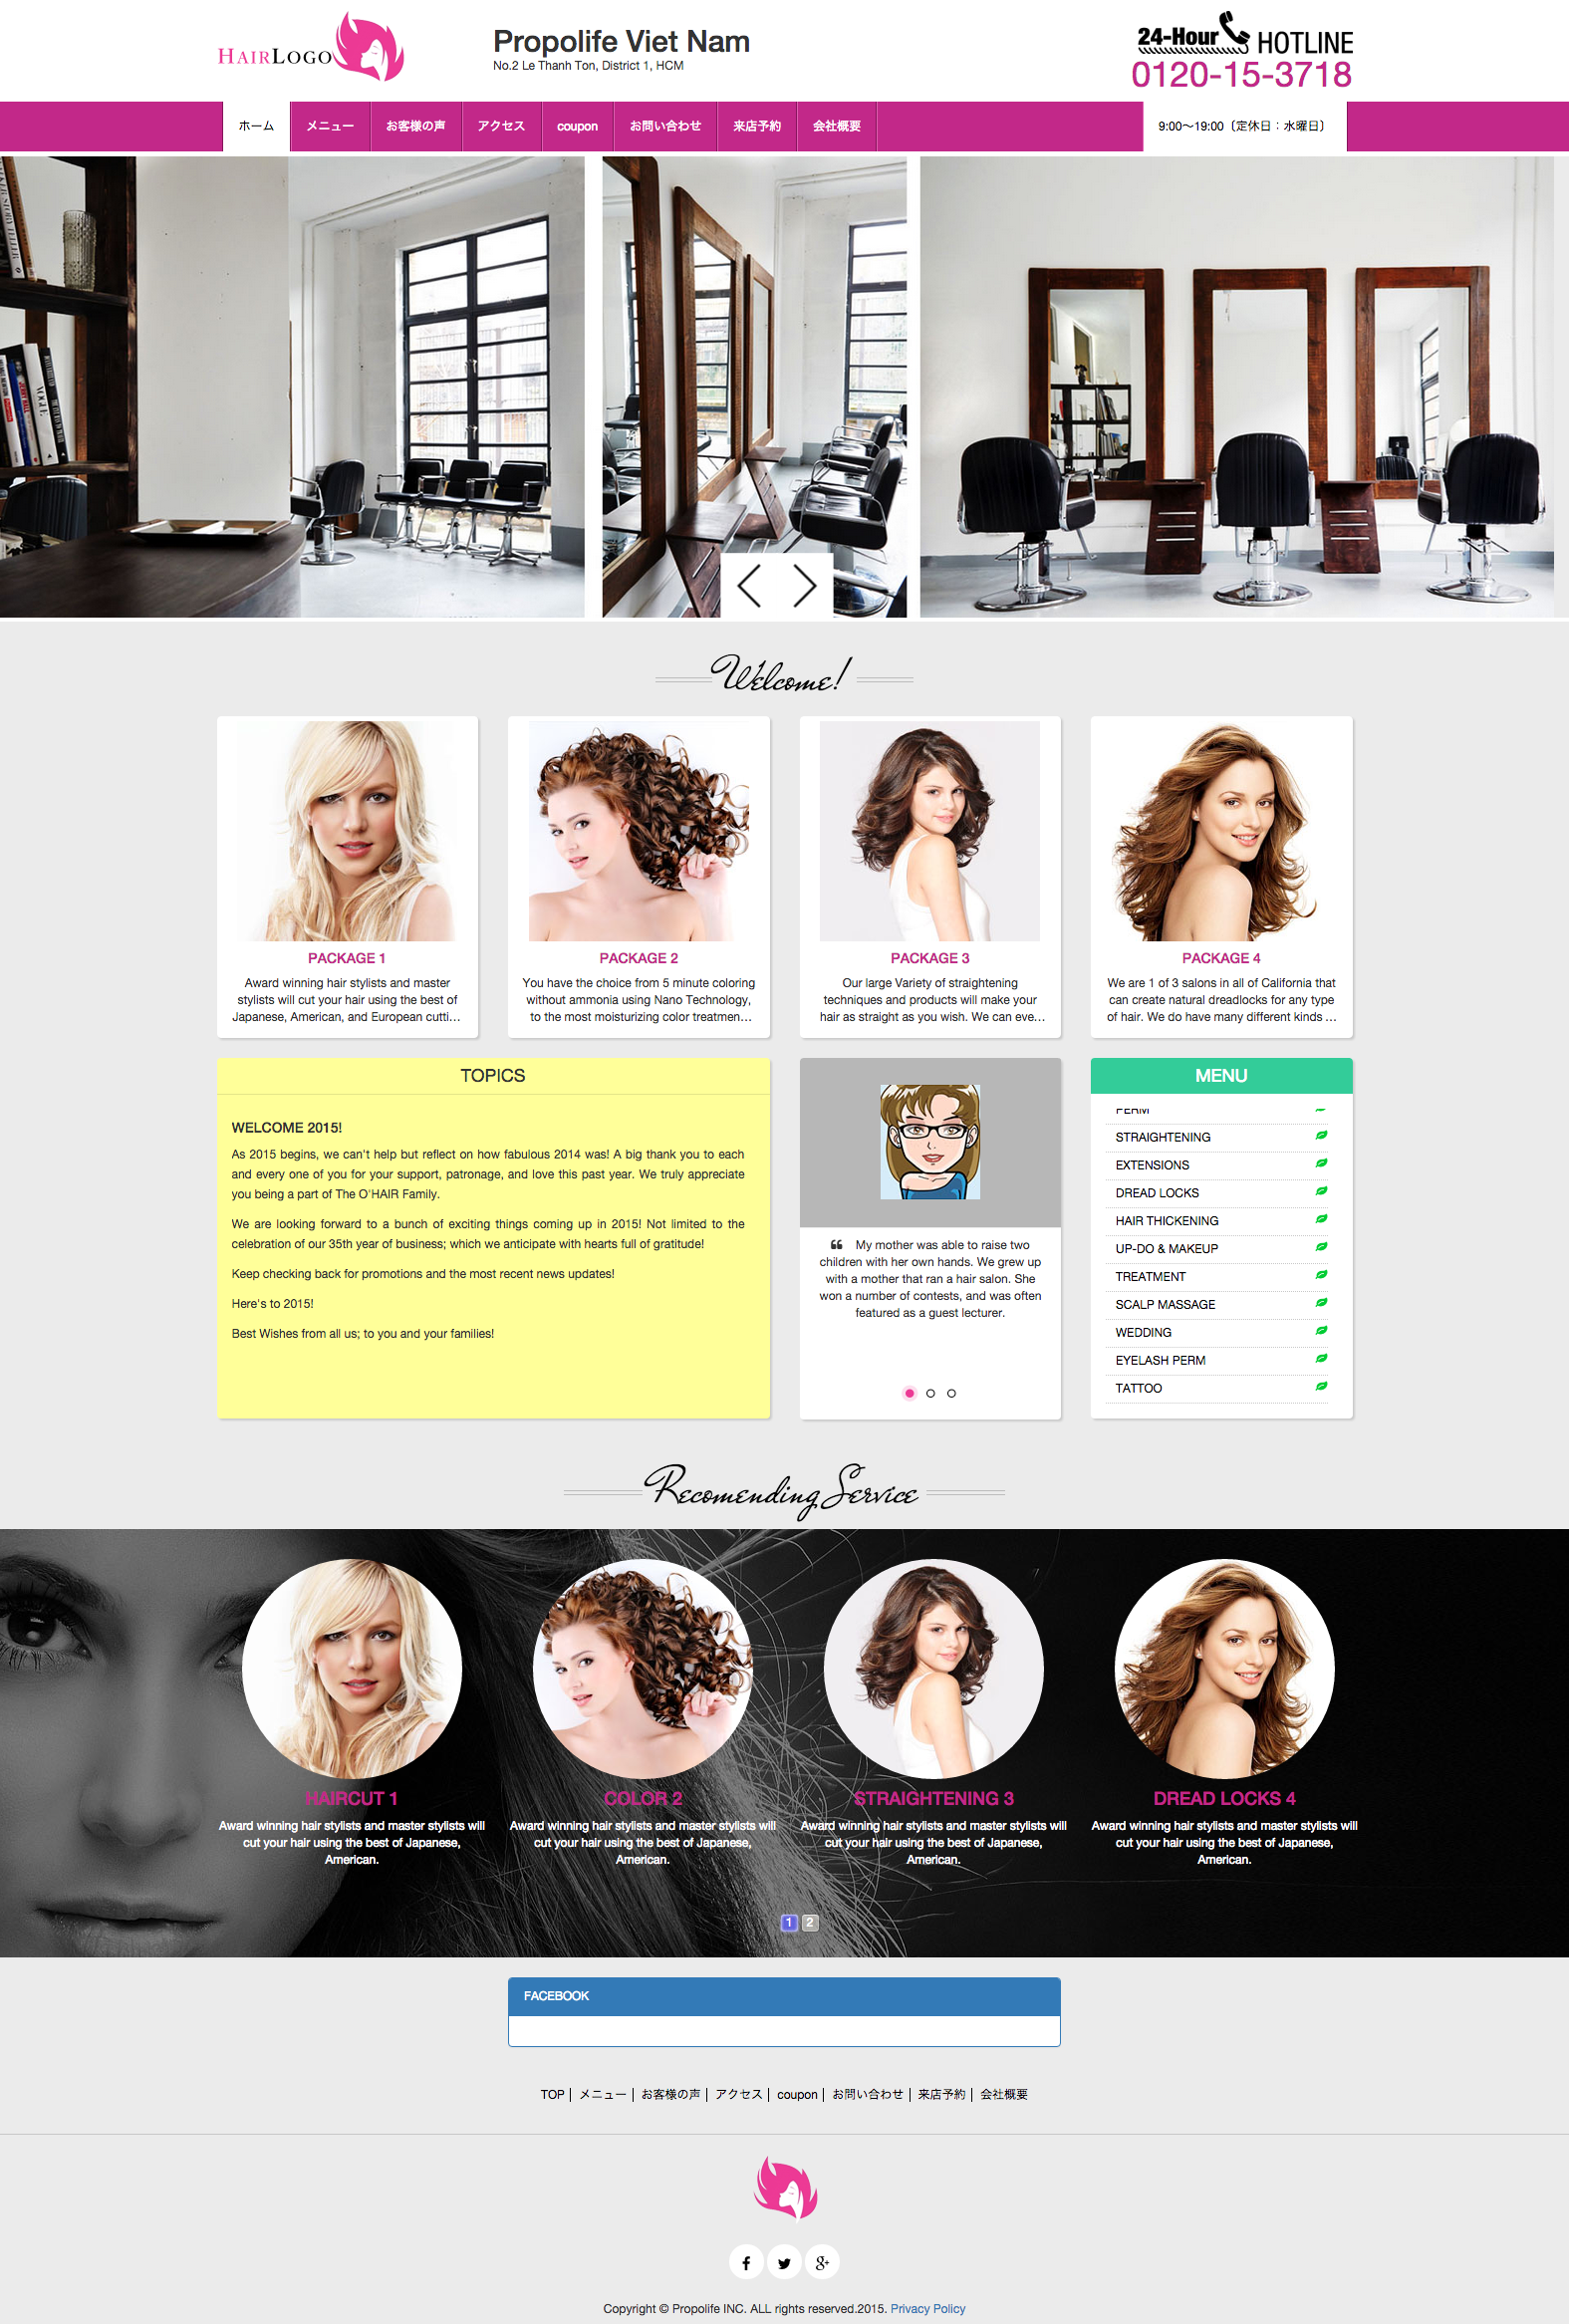 HAIRLOGO
Propolife Viet Nam
No.2 Le Thanh Ton, District 1, HCM
24-Hour HOTLINE
0120-15-3718
ホーム メニュー お客様の声 アクセス coupon お問い合わせ 来店予約 会社概要 9:00〜19:00〔定休日：水曜日〕
Welcome!
PACKAGE 1
Award winning hair stylists and master
stylists will cut your hair using the best of
Japanese, American, and European cutti...
PACKAGE 2
You have the choice from 5 minute coloring
without ammonia using Nano Technology,
to the most moisturizing color treatmen...
PACKAGE 3
Our large Variety of straightening
techniques and products will make your
hair as straight as you wish. We can eve...
PACKAGE 4
We are 1 of 3 salons in all of California that
can create natural dreadlocks for any type
of hair. We do have many different kinds ...
TOPICS
WELCOME 2015!
As 2015 begins, we can't help but reflect on how fabulous 2014 was! A big thank you to each
and every one of you for your support, patronage, and love this past year. We truly appreciate
you being a part of The O'HAIR Family.
We are looking forward to a bunch of exciting things coming up in 2015! Not limited to the
celebration of our 35th year of business; which we anticipate with hearts full of gratitude!
Keep checking back for promotions and the most recent news updates!
Here's to 2015!
Best Wishes from all us; to you and your families!
“ My mother was able to raise two
children with her own hands. We grew up
with a mother that ran a hair salon. She
won a number of contests, and was often
featured as a guest lecturer.
MENU
PERM
STRAIGHTENING
EXTENSIONS
DREAD LOCKS
HAIR THICKENING
UP-DO & MAKEUP
TREATMENT
SCALP MASSAGE
WEDDING
EYELASH PERM
TATTOO
Recomending Service
HAIRCUT 1
Award winning hair stylists and master stylists will
cut your hair using the best of Japanese,
American.
COLOR 2
Award winning hair stylists and master stylists will
cut your hair using the best of Japanese,
American.
STRAIGHTENING 3
Award winning hair stylists and master stylists will
cut your hair using the best of Japanese,
American.
DREAD LOCKS 4
Award winning hair stylists and master stylists will
cut your hair using the best of Japanese,
American.
1 2
FACEBOOK
TOP | メニュー | お客様の声 | アクセス | coupon | お問い合わせ | 来店予約 | 会社概要
Copyright © Propolife INC. ALL rights reserved.2015. Privacy Policy